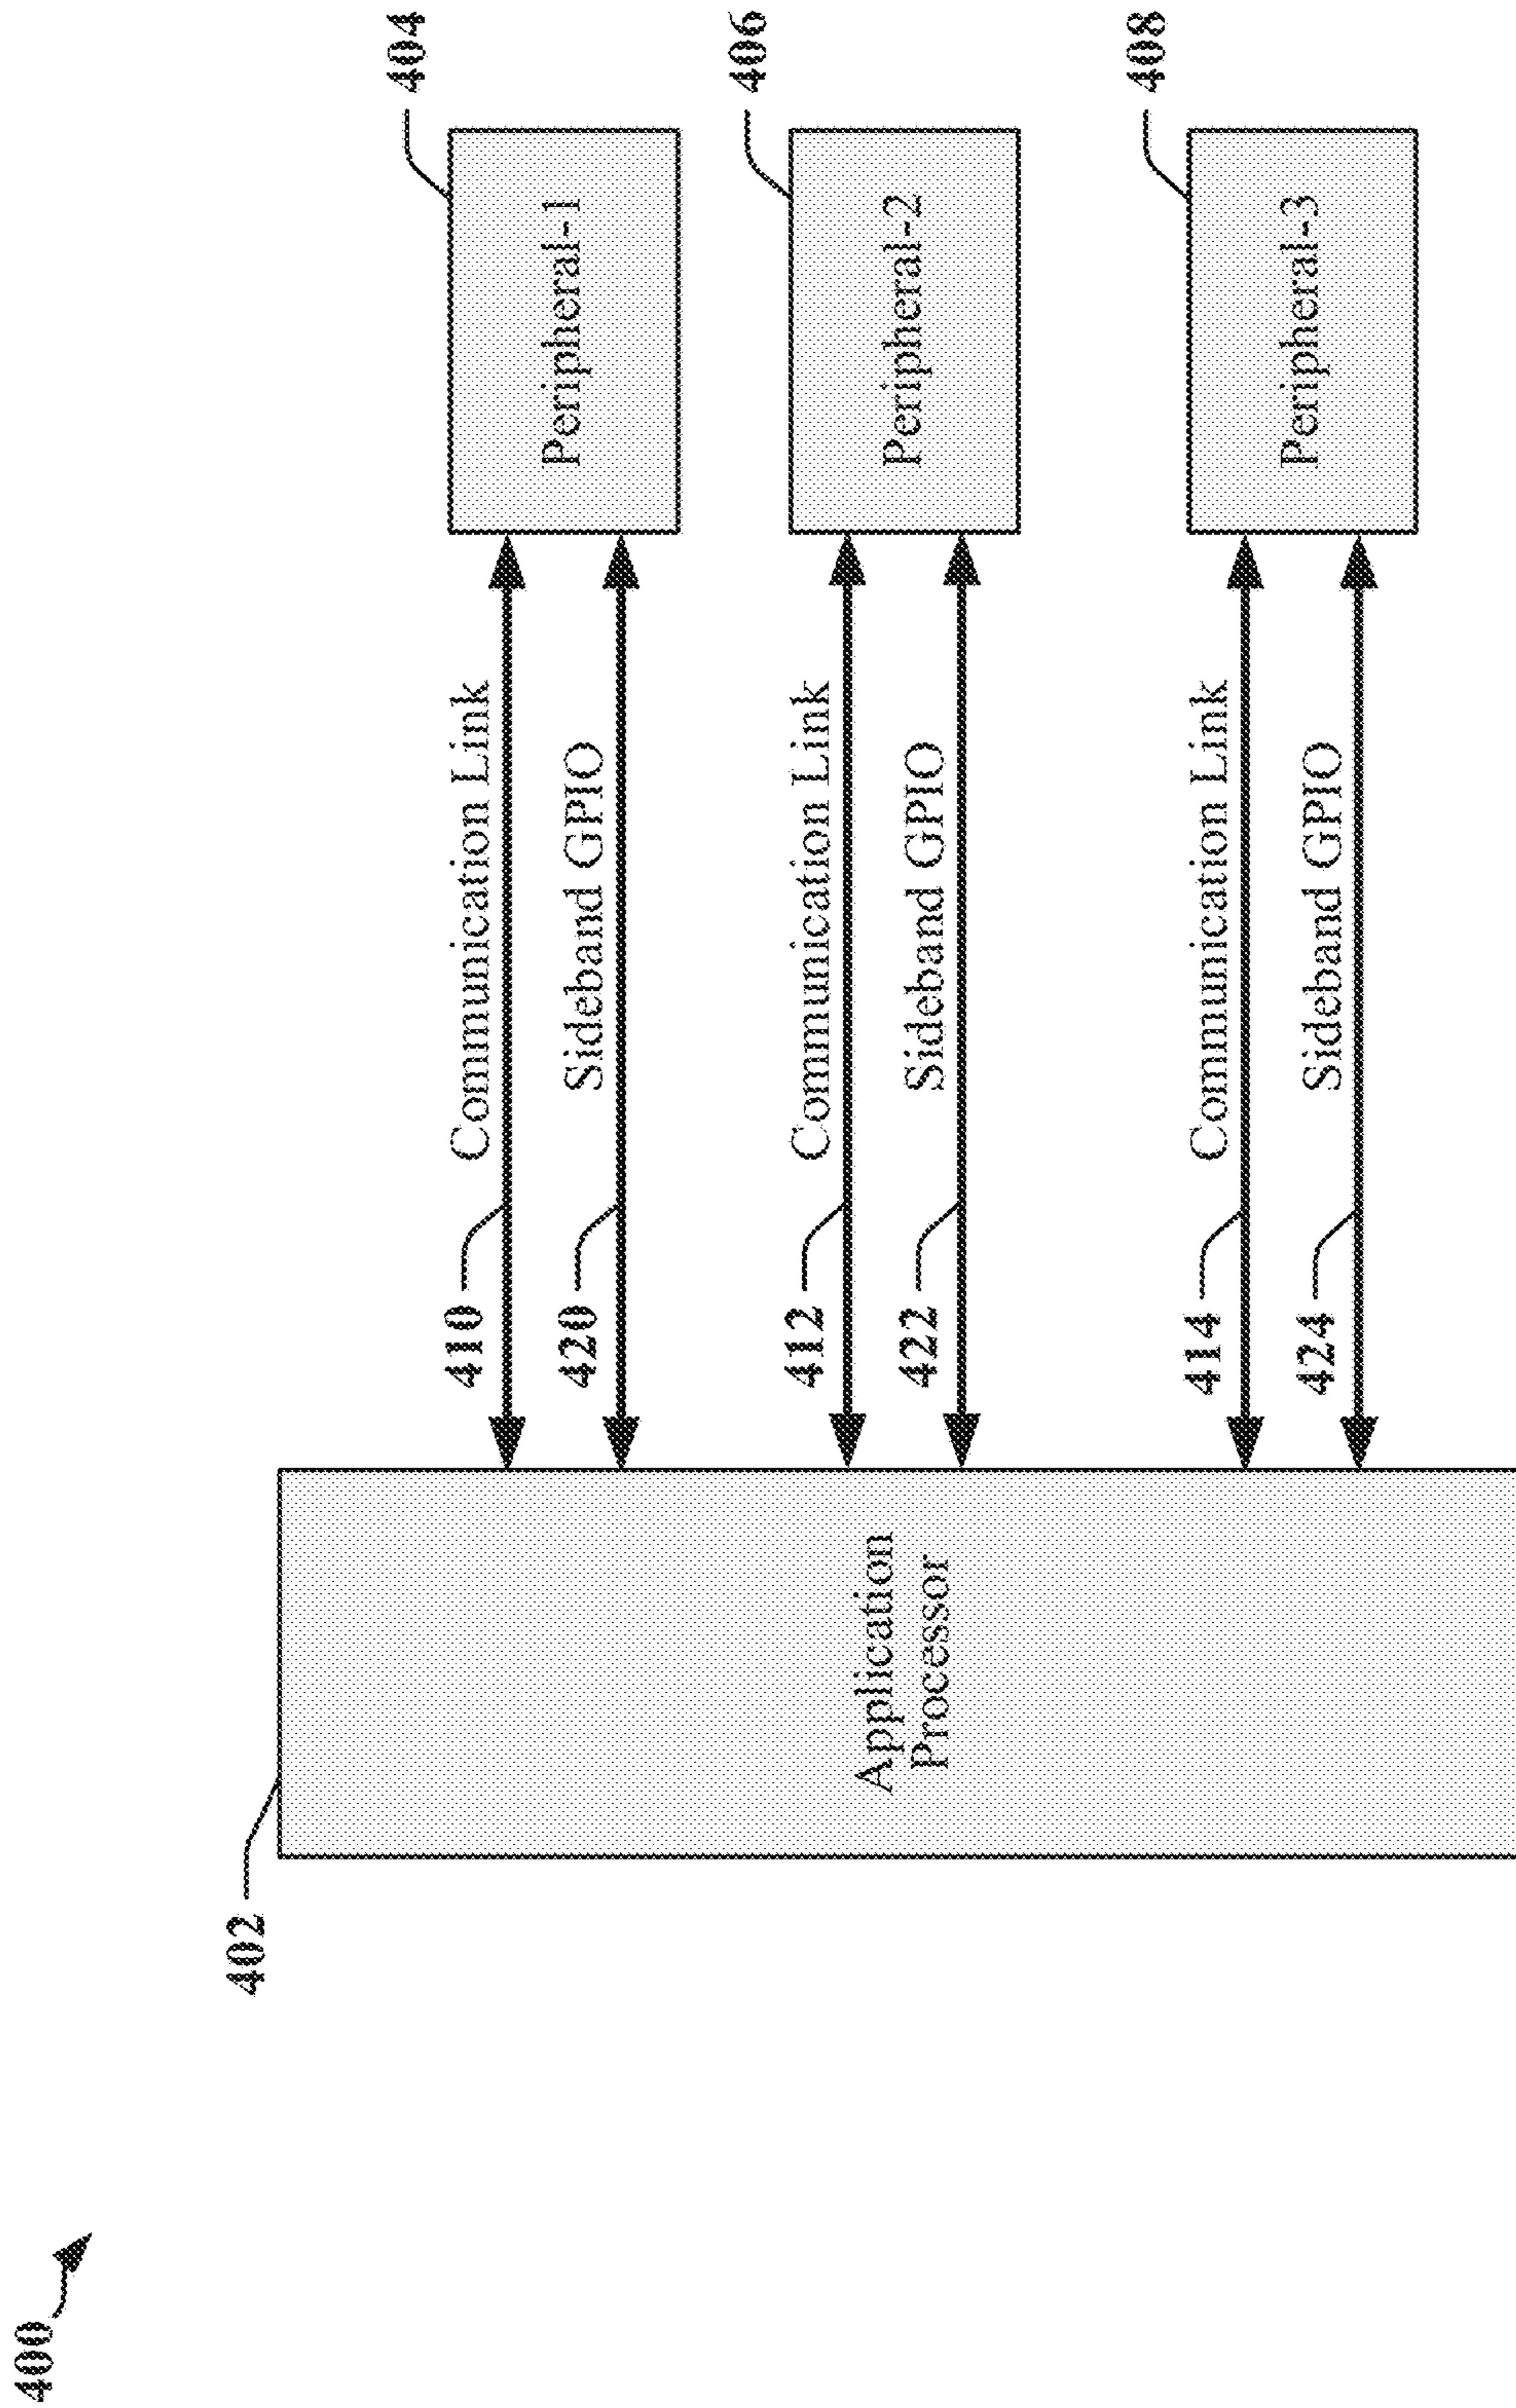 400
402
Application
Processor
410
Communication Link
404
Peripheral-1
420
Sideband GPIO
412
Communication Link
406
Peripheral-2
422
Sideband GPIO
414
Communication Link
408
Peripheral-3
424
Sideband GPIO